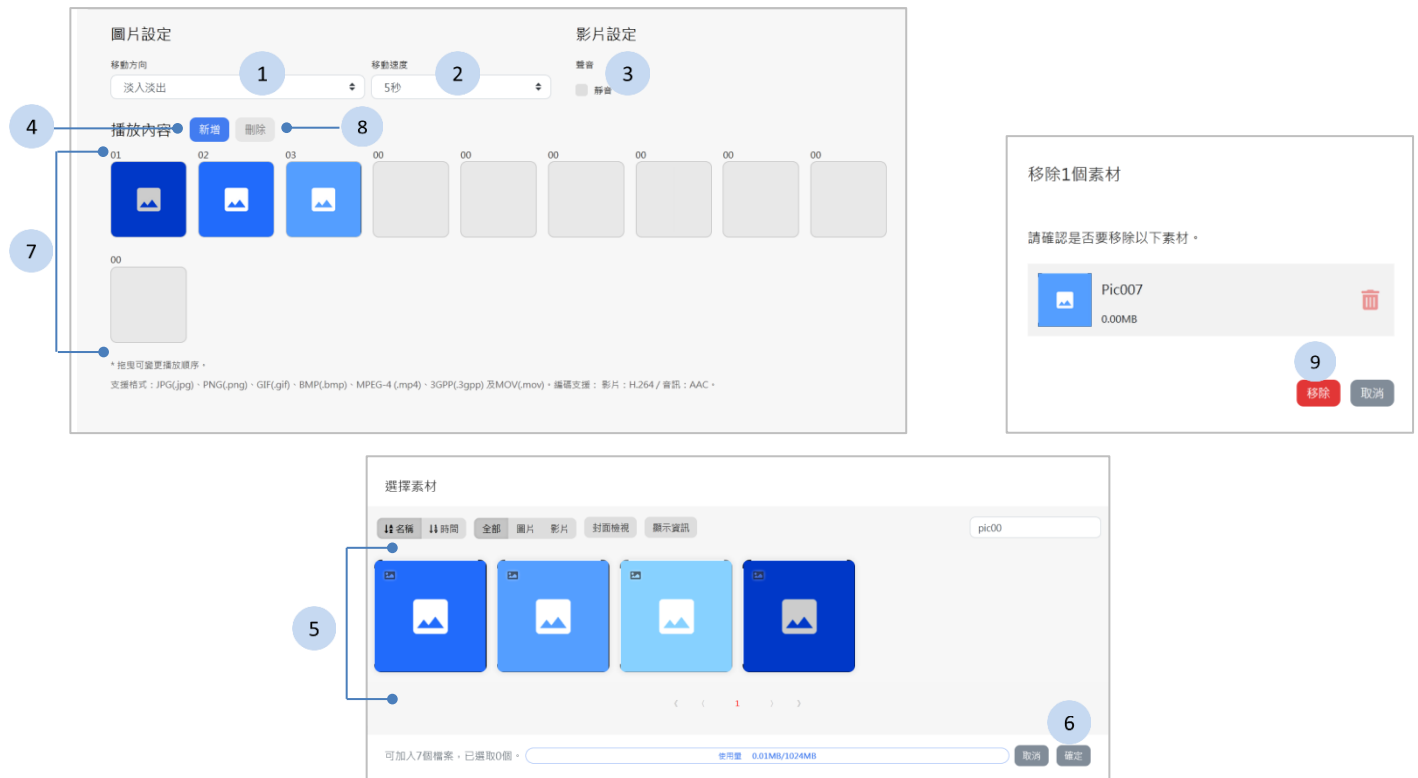 圖片設定
影片設定
移動方向
1
移動速度
2
聲音
3
淡入淡出
5秒
靜音
4
播放內容
新增
刪除
8
01 02 03 00 00 00 00 00 00
7
00
* 拖曳可變更播放順序。
支援格式：JPG(.jpg)、PNG(.png)、GIF(.gif)、BMP(.bmp)、MPEG-4 (.mp4)、3GPP(.3gpp) 及MOV(.mov)。編碼支援： 影片：H.264 / 音訊：AAC。
移除1個素材
請確認是否要移除以下素材。
Pic007
0.00MB
9
移除 取消
選擇素材
名稱 時間 全部 圖片 影片 封面檢視 顯示資訊 pic00
5
1
6
可加入7個檔案，已選取0個。 使用量 0.01MB/1024MB 取消 確定